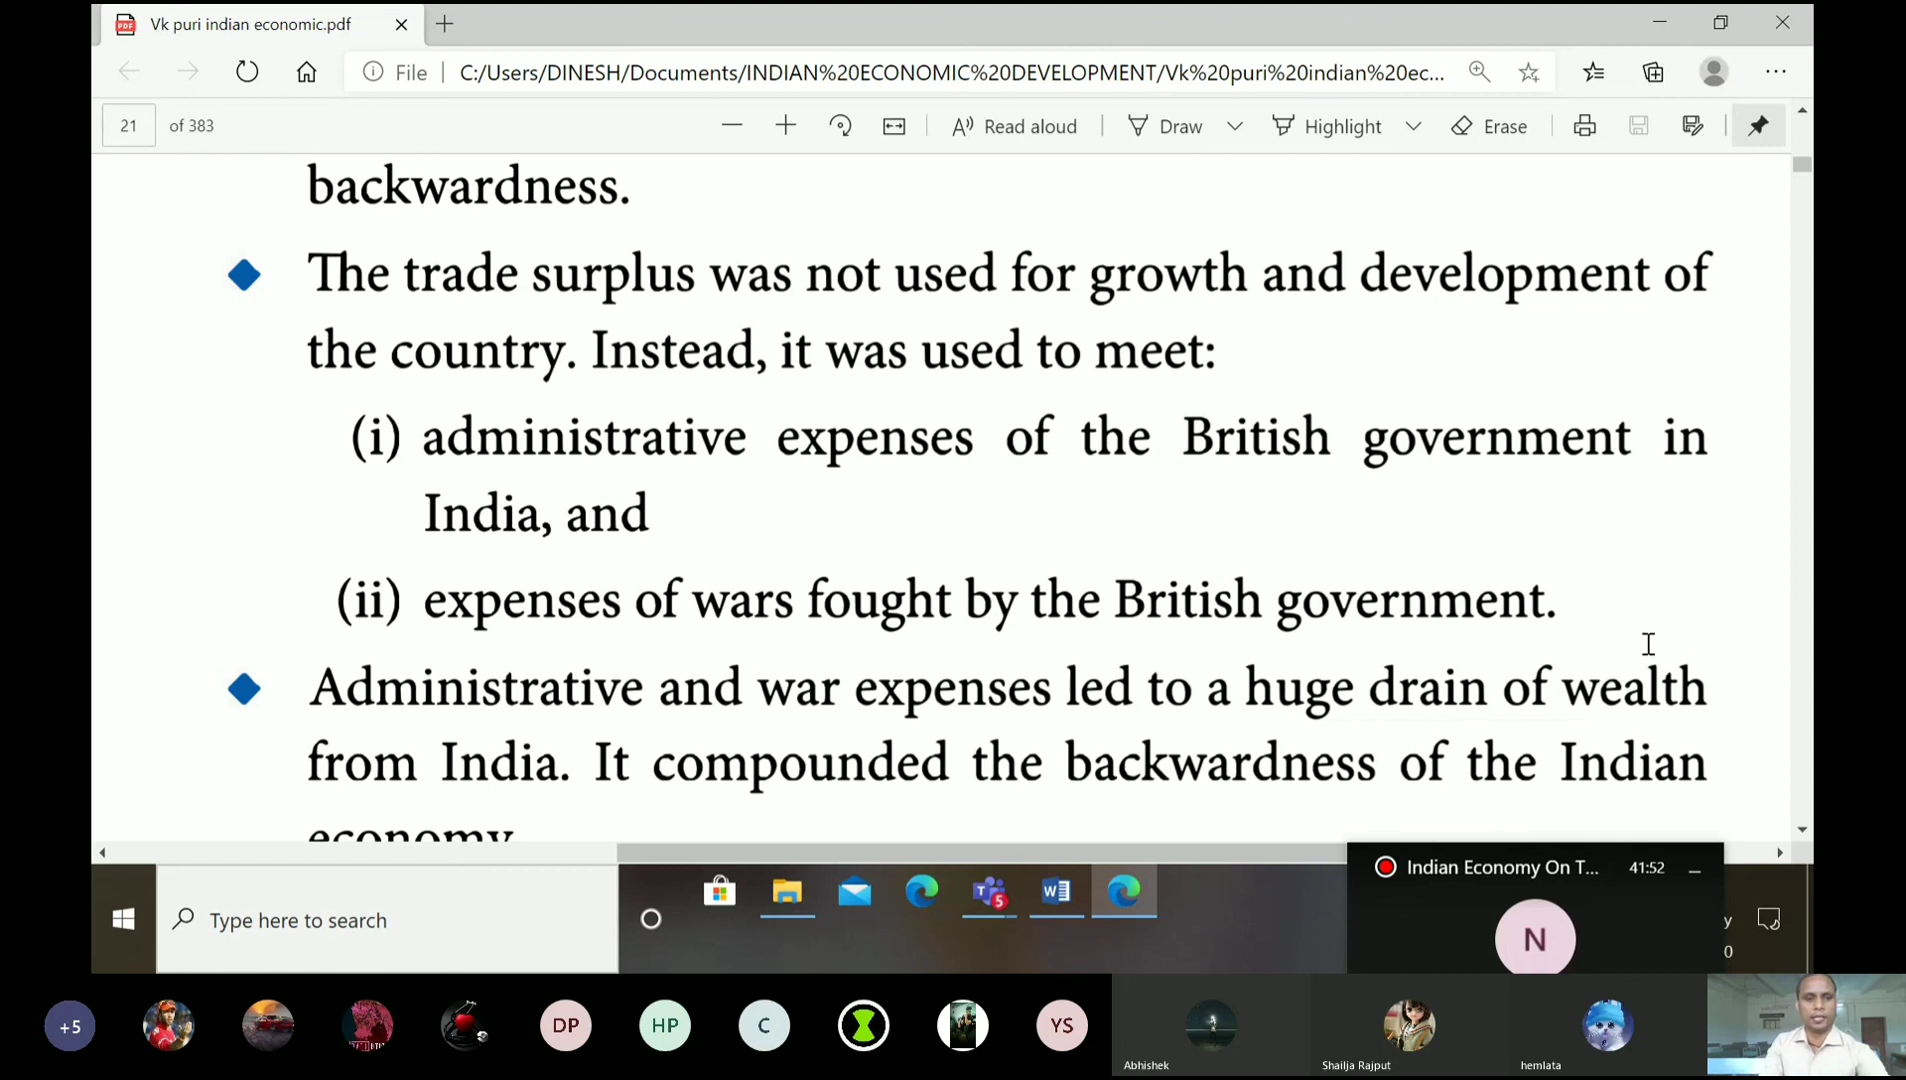 Vk puri indian economic.pdf
File C:/Users/DINESH/Documents/INDIAN%20ECONOMIC%20DEVELOPMENT/Vk%20puri%20indian%20ec...
21 of 383 Read aloud Draw Highlight Erase
backwardness.
The trade surplus was not used for growth and development of
the country. Instead, it was used to meet:
(i) administrative expenses of the British government in
India, and
(ii) expenses of wars fought by the British government.
Administrative and war expenses led to a huge drain of wealth
from India. It compounded the backwardness of the Indian
economy
Indian Economy On T... 41:52
Type here to search
5
N
y
0
+5 DP HP C YS
Abhishek Shailja Rajput hemlata